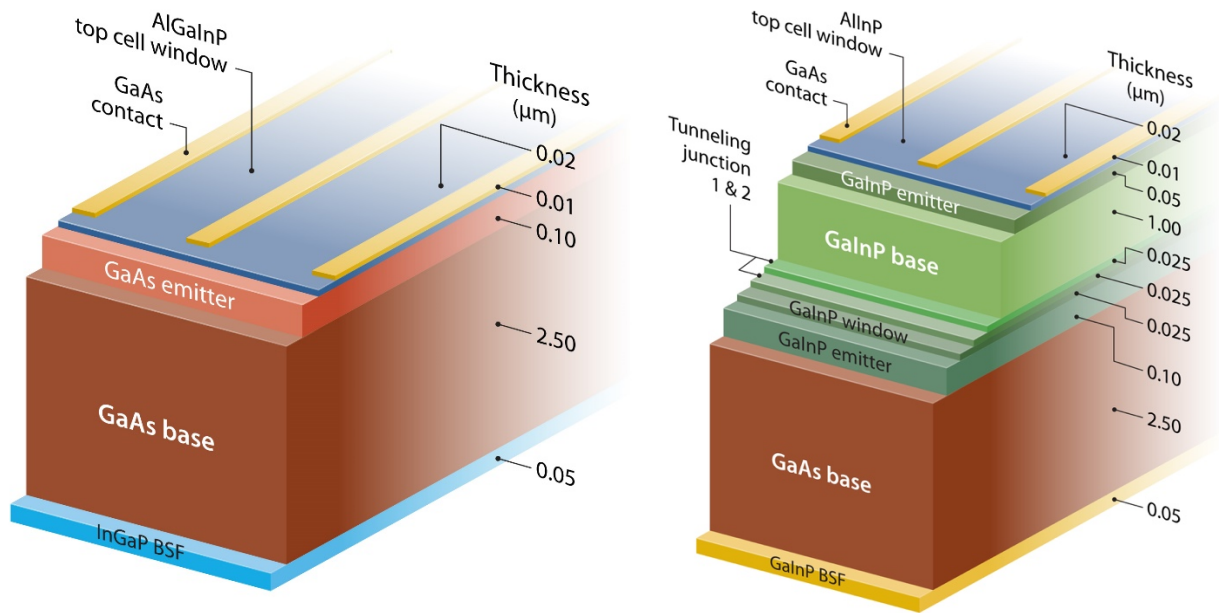 AlGaInP
top cell window
GaAs
contact
Thickness
(µm)
0.02
0.01
0.10
2.50
0.05
GaAs emitter
GaAs base
InGaP BSF
AlInP
top cell window
GaAs
contact
Tunneling
junction
1 & 2
Thickness
(µm)
0.02
0.01
0.05
1.00
0.025
0.025
0.025
0.10
2.50
0.05
GaInP emitter
GaInP base
GaInP window
GaInP emitter
GaAs base
GaInP BSF